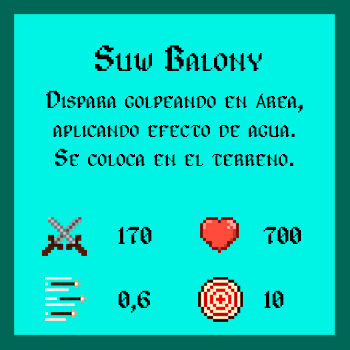 Suw Balony
Dispara golpeando en área,
aplicando efecto de agua.
Se coloca en el terreno.
170 700
0,6 10